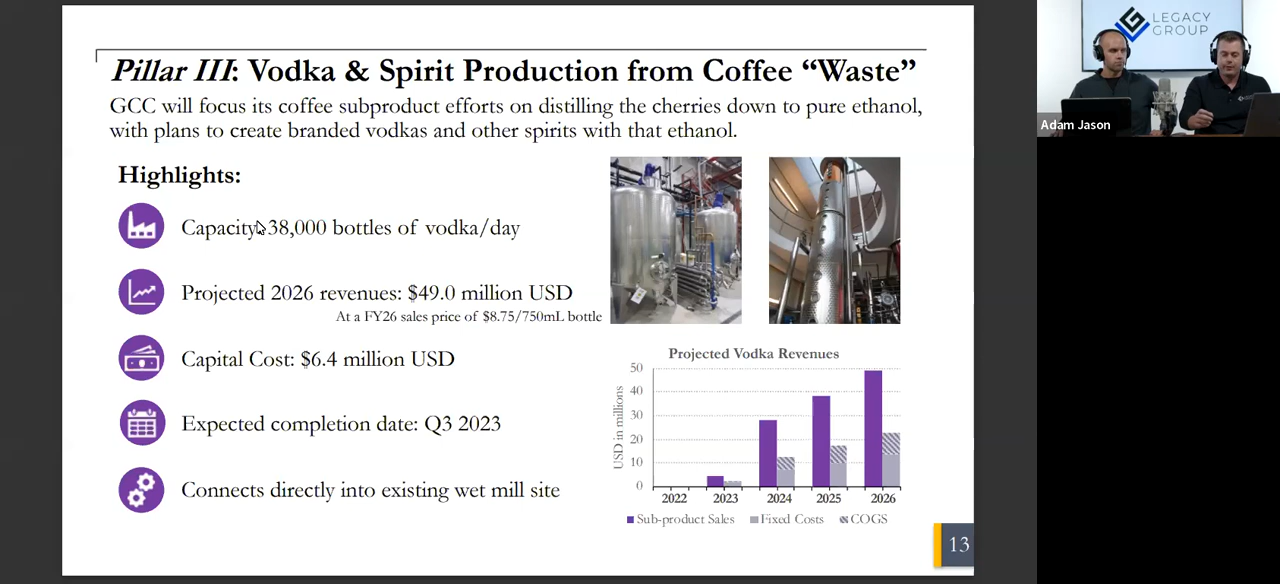 Pillar III: Vodka & Spirit Production from Coffee “Waste”
GCC will focus its coffee subproduct efforts on distilling the cherries down to pure ethanol,
with plans to create branded vodkas and other spirits with that ethanol.
Highlights:
Capacity: 38,000 bottles of vodka/day
Projected 2026 revenues: $49.0 million USD
At a FY26 sales price of $8.75/750mL bottle
Capital Cost: $6.4 million USD
Expected completion date: Q3 2023
Connects directly into existing wet mill site
Projected Vodka Revenues
USD in millions
50
40
30
20
10
0
2022 2023 2024 2025 2026
Sub-product Sales Fixed Costs COGS
13
LEGACY
GROUP
Adam Jason